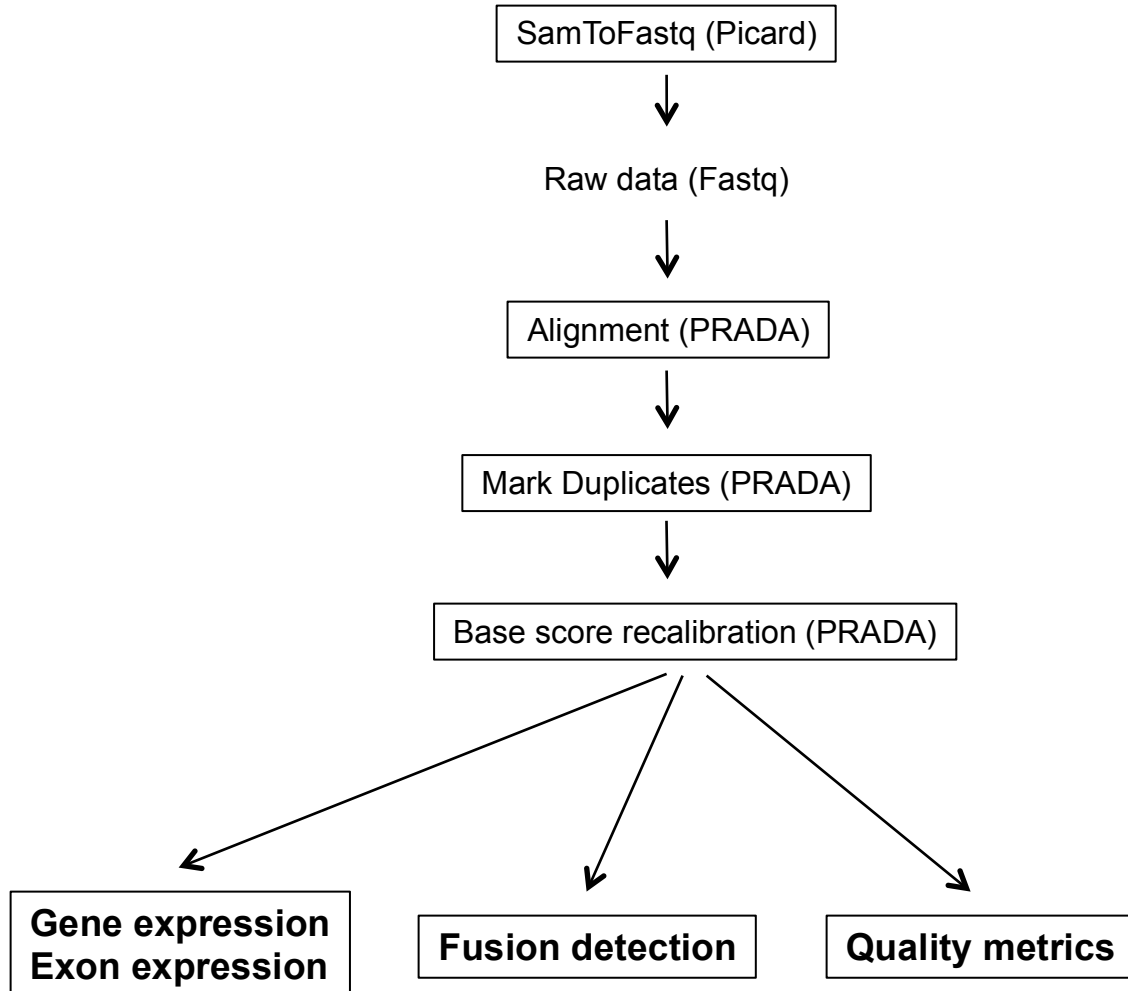 SamToFastq (Picard)
Raw data (Fastq)
Alignment (PRADA)
Mark Duplicates (PRADA)
Base score recalibration (PRADA)
Gene expression
Exon expression
Fusion detection
Quality metrics